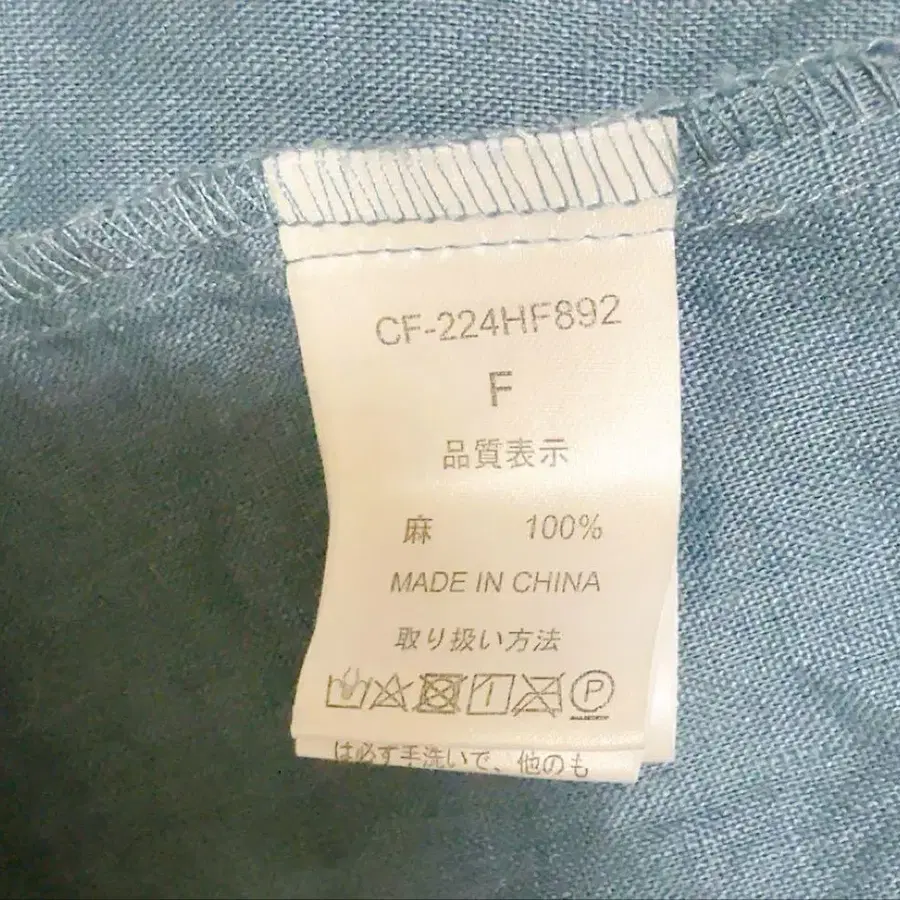 CF-224HF892
F
品質表示
麻 100%
MADE IN CHINA
取り扱い方法
P
は必ず手洗いで、他のも